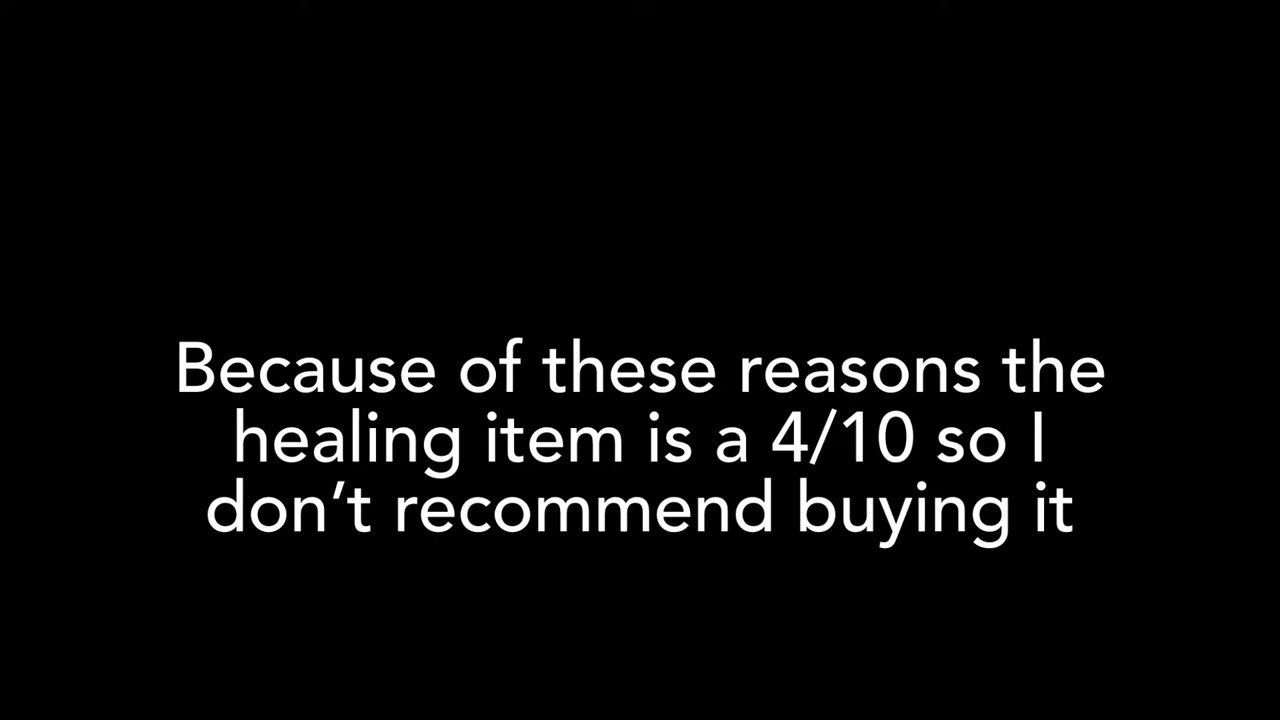 Because of these reasons the
healing item is a 4/10 so I
don’t recommend buying it